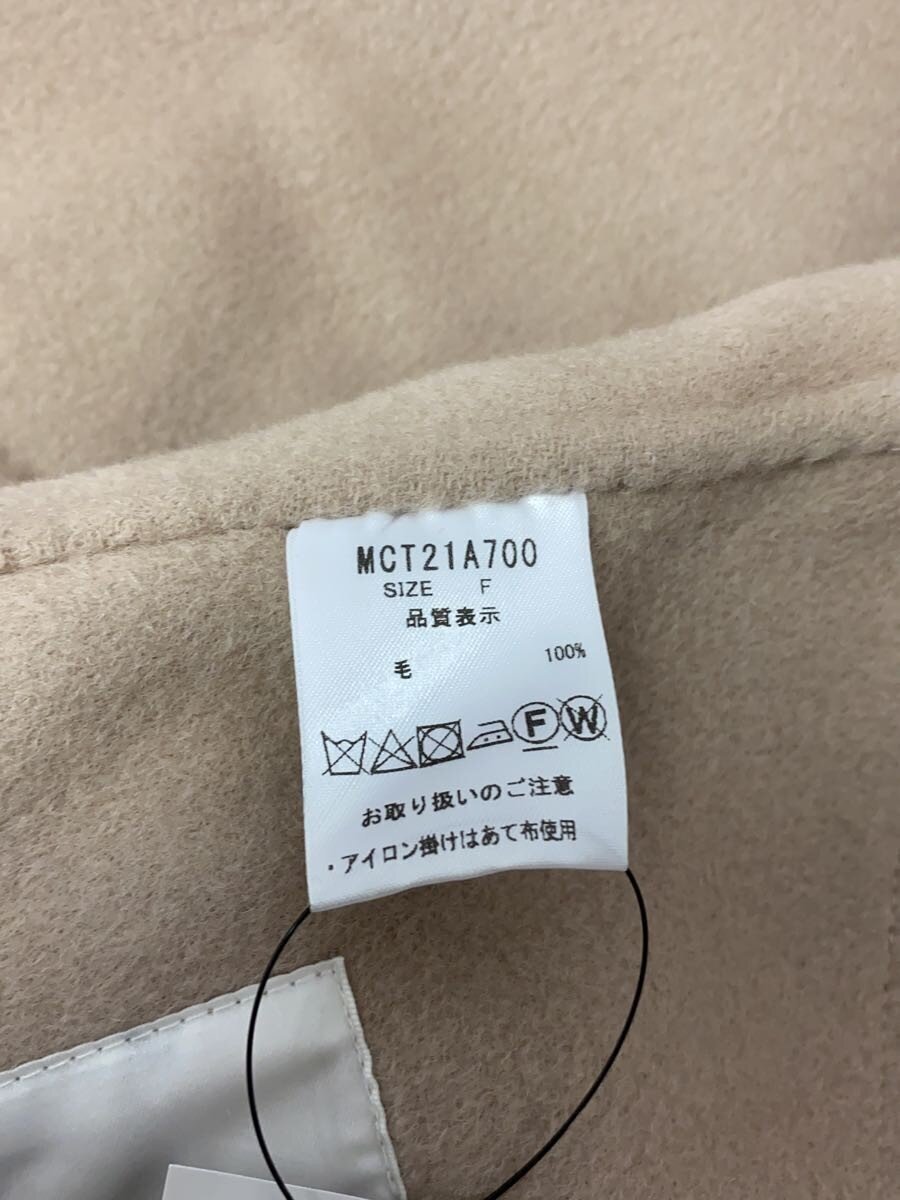 MCT21A700
SIZE F
品質表示
毛 100%
F W
お取り扱いのご注意
・アイロン掛けはあて布使用